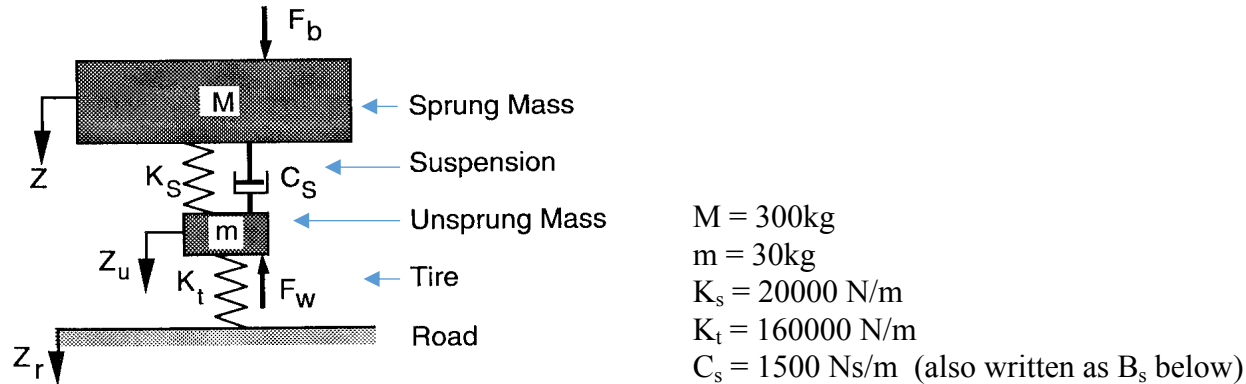 F_b
M
Sprung Mass
Z
K_S
C_S
Suspension
m
Unsprung Mass
Z_u
K_t
F_w
Tire
Z_r
Road
M = 300kg
m = 30kg
K_s = 20000 N/m
K_t = 160000 N/m
C_s = 1500 Ns/m (also written as B_s below)